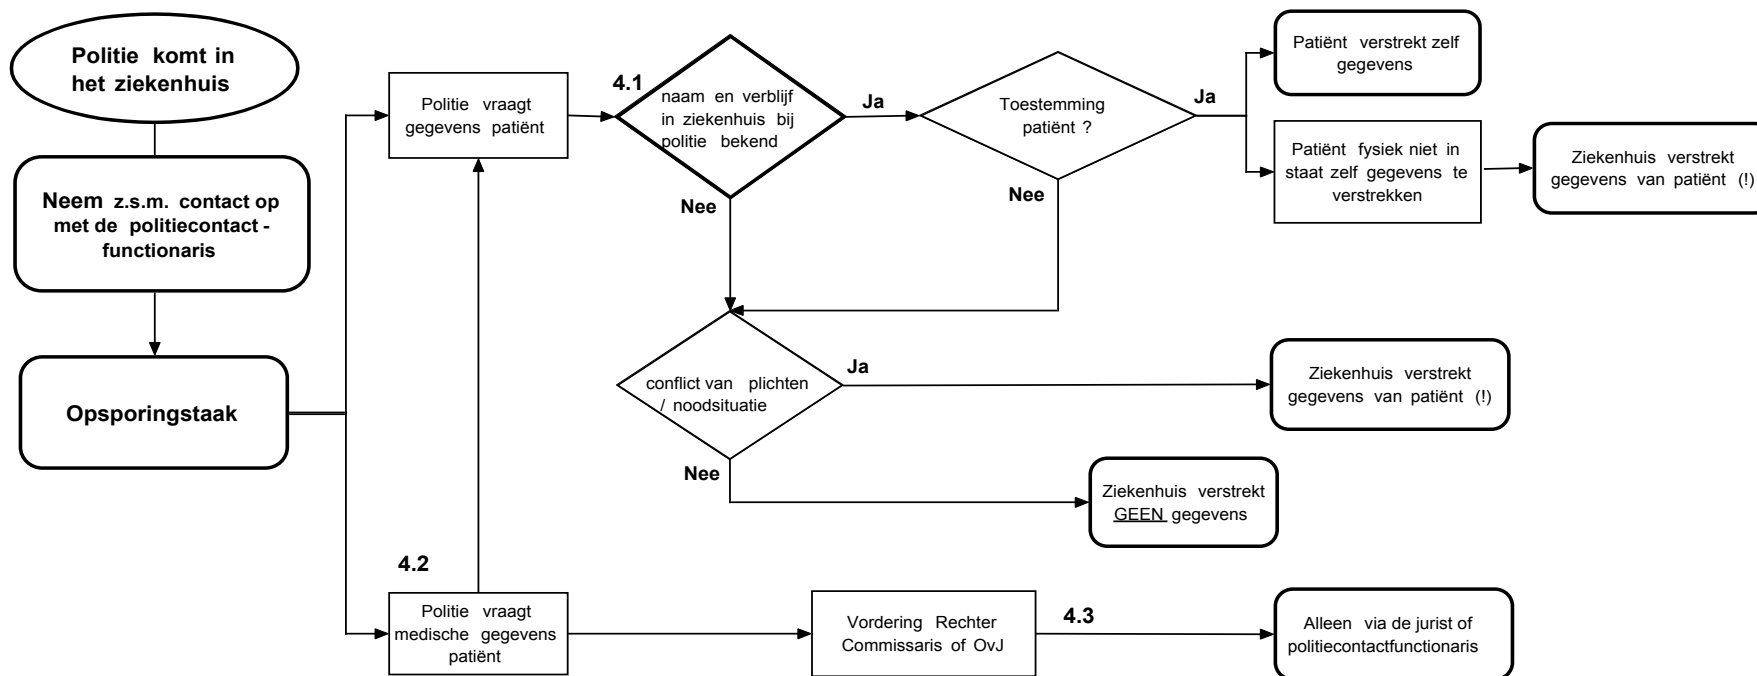 Politie komt in
het ziekenhuis
Neem z.s.m. contact op
met de politiecontact -
functionaris
Opsporingstaak
Politie vraagt
gegevens patiënt
4.1
naam en verblijf
in ziekenhuis bij
politie bekend
Ja
Nee
Toestemming
patiënt ?
Ja
Nee
Patiënt verstrekt zelf
gegevens
Patiënt fysiek niet in
staat zelf gegevens te
verstrekken
Ziekenhuis verstrekt
gegevens van patiënt (!)
conflict van plichten
/ noodsituatie
Ja
Nee
Ziekenhuis verstrekt
gegevens van patiënt (!)
Ziekenhuis verstrekt
GEEN gegevens
4.2
Politie vraagt
medische gegevens
patiënt
Vordering Rechter
Commissaris of OvJ
4.3
Alleen via de jurist of
politiecontactfunctionaris